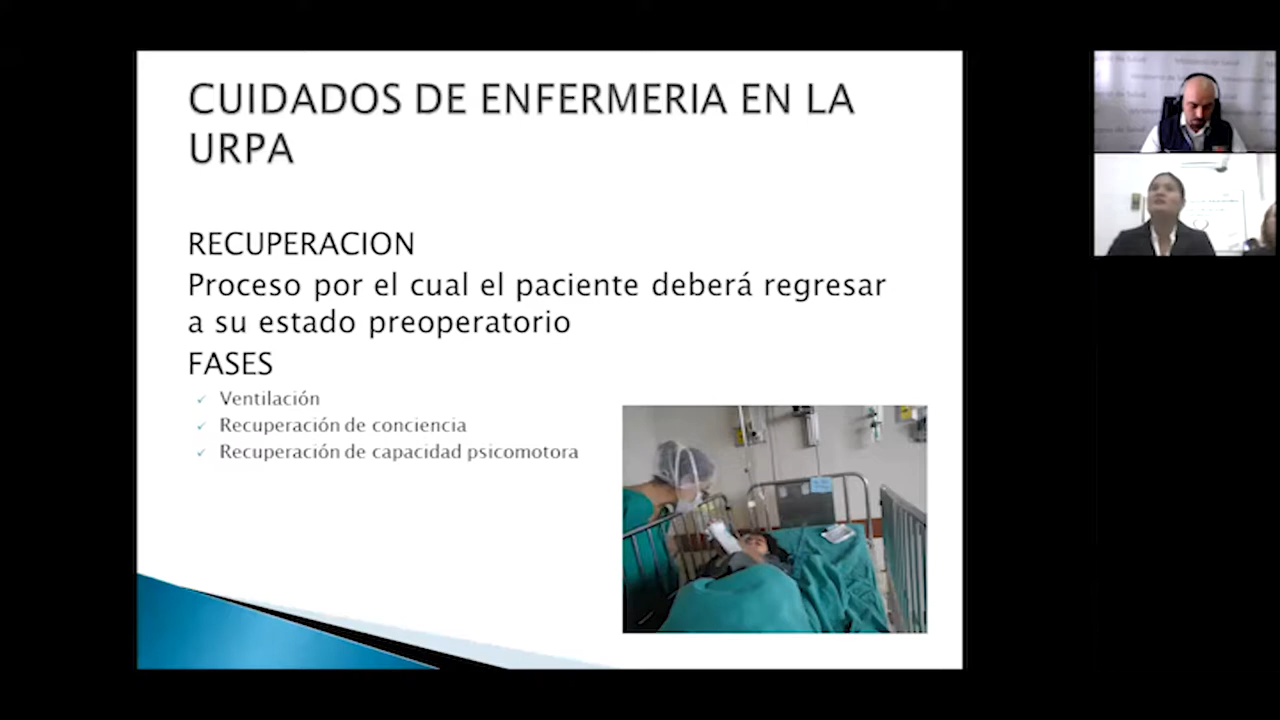 CUIDADOS DE ENFERMERIA EN LA
URPA
RECUPERACION
Proceso por el cual el paciente deberá regresar
a su estado preoperatorio
FASES
Ventilación
Recuperación de conciencia
Recuperación de capacidad psicomotora